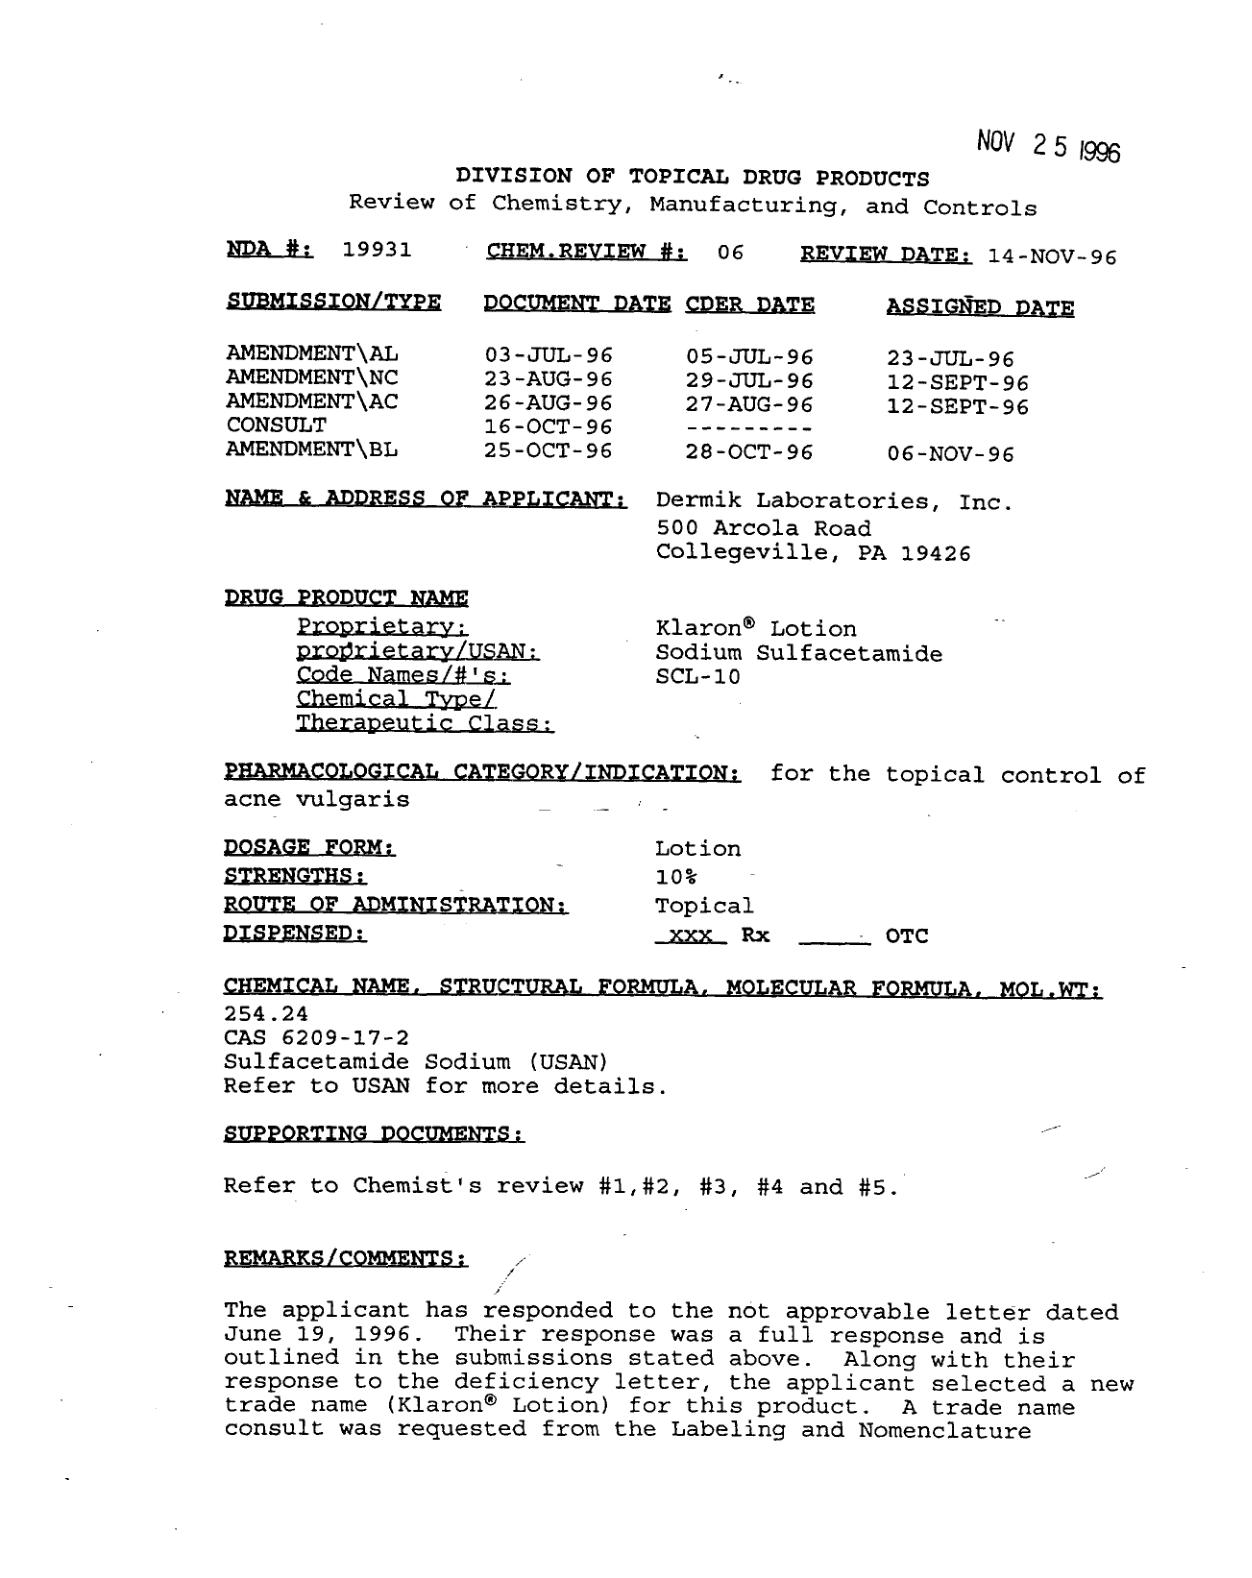 NOV 25 1996
DIVISION OF TOPICAL DRUG PRODUCTS
Review of Chemistry, Manufacturing, and Controls
NDA #: 19931 CHEM.REVIEW #: 06 REVIEW DATE: 14-NOV-96
SUBMISSION/TYPE DOCUMENT DATE CDER DATE ASSIGNED DATE
AMENDMENT\AL 03-JUL-96 05-JUL-96 23-JUL-96
AMENDMENT\NC 23-AUG-96 29-JUL-96 12-SEPT-96
AMENDMENT\AC 26-AUG-96 27-AUG-96 12-SEPT-96
CONSULT 16-OCT-96 ---------
AMENDMENT\BL 25-OCT-96 28-OCT-96 06-NOV-96
NAME & ADDRESS OF APPLICANT: Dermik Laboratories, Inc.
500 Arcola Road
Collegeville, PA 19426
DRUG PRODUCT NAME
Proprietary: Klaron® Lotion
proprietary/USAN: Sodium Sulfacetamide
Code Names/#'s: SCL-10
Chemical Type/
Therapeutic Class:
PHARMACOLOGICAL CATEGORY/INDICATION: for the topical control of
acne vulgaris
DOSAGE FORM: Lotion
STRENGTHS: 10%
ROUTE OF ADMINISTRATION: Topical
DISPENSED: _XXX_ Rx _____ OTC
CHEMICAL NAME, STRUCTURAL FORMULA, MOLECULAR FORMULA, MOL.WT:
254.24
CAS 6209-17-2
Sulfacetamide Sodium (USAN)
Refer to USAN for more details.
SUPPORTING DOCUMENTS:
Refer to Chemist's review #1,#2, #3, #4 and #5.
REMARKS/COMMENTS:
The applicant has responded to the not approvable letter dated
June 19, 1996. Their response was a full response and is
outlined in the submissions stated above. Along with their
response to the deficiency letter, the applicant selected a new
trade name (Klaron® Lotion) for this product. A trade name
consult was requested from the Labeling and Nomenclature